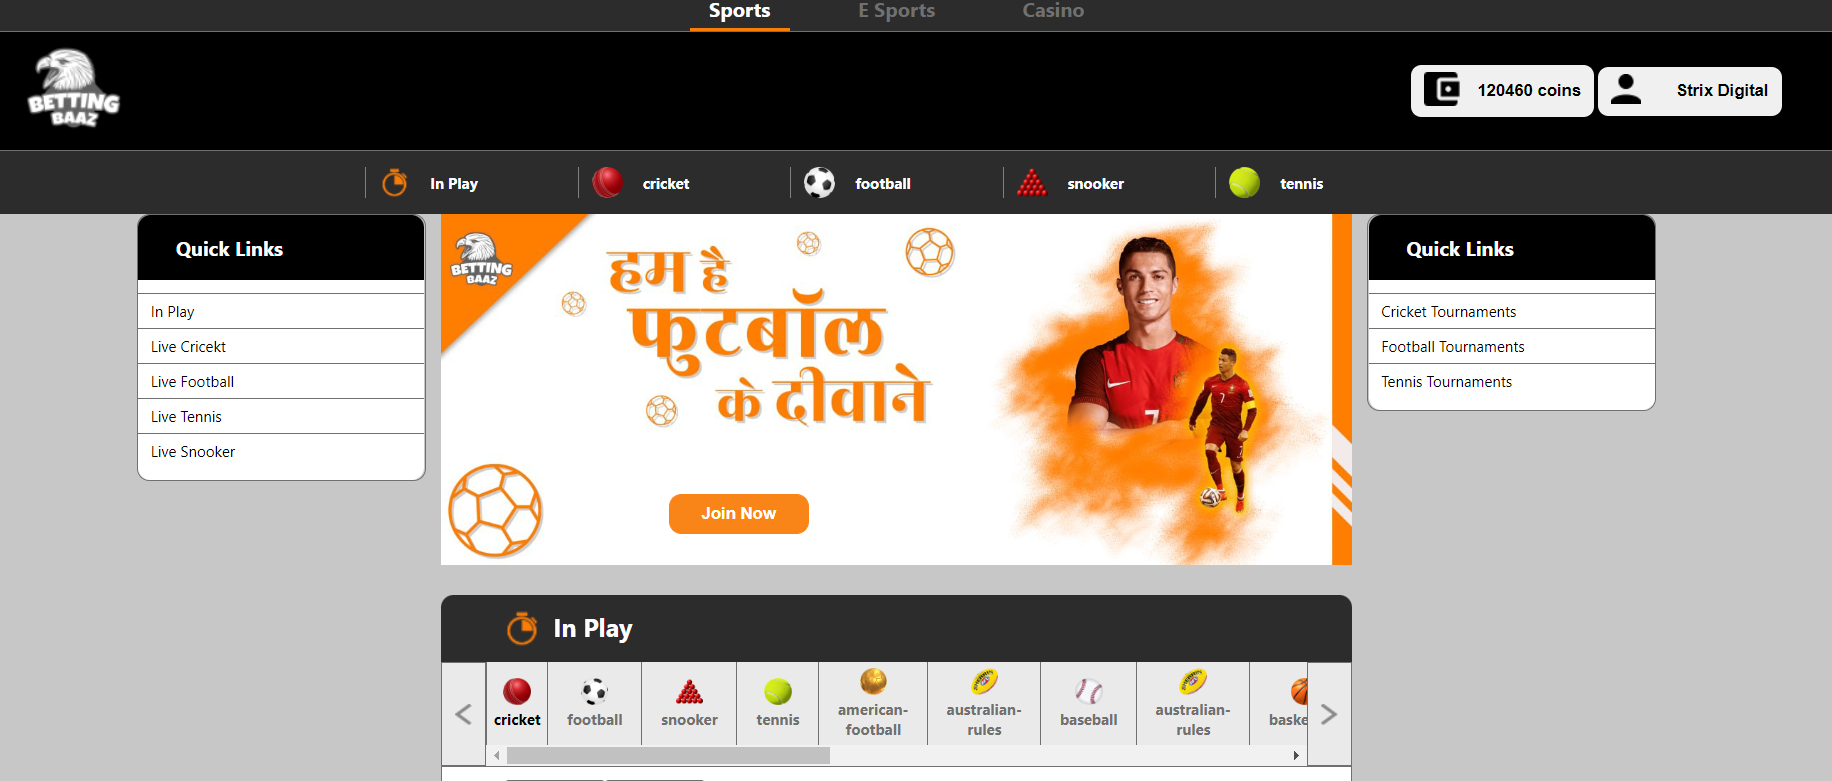 Sports E Sports Casino
BETTING
BAAZ
120460 coins
Strix Digital
In Play cricket football snooker tennis
Quick Links
In Play
Live Cricekt
Live Football
Live Tennis
Live Snooker
BETTING
BAAZ
हम है
फुटबॉल
के दीवाने
7
7
Join Now
Quick Links
Cricket Tournaments
Football Tournaments
Tennis Tournaments
In Play
cricket
football
snooker
tennis
american-
football
australian-
rules
baseball
australian-
rules
baske